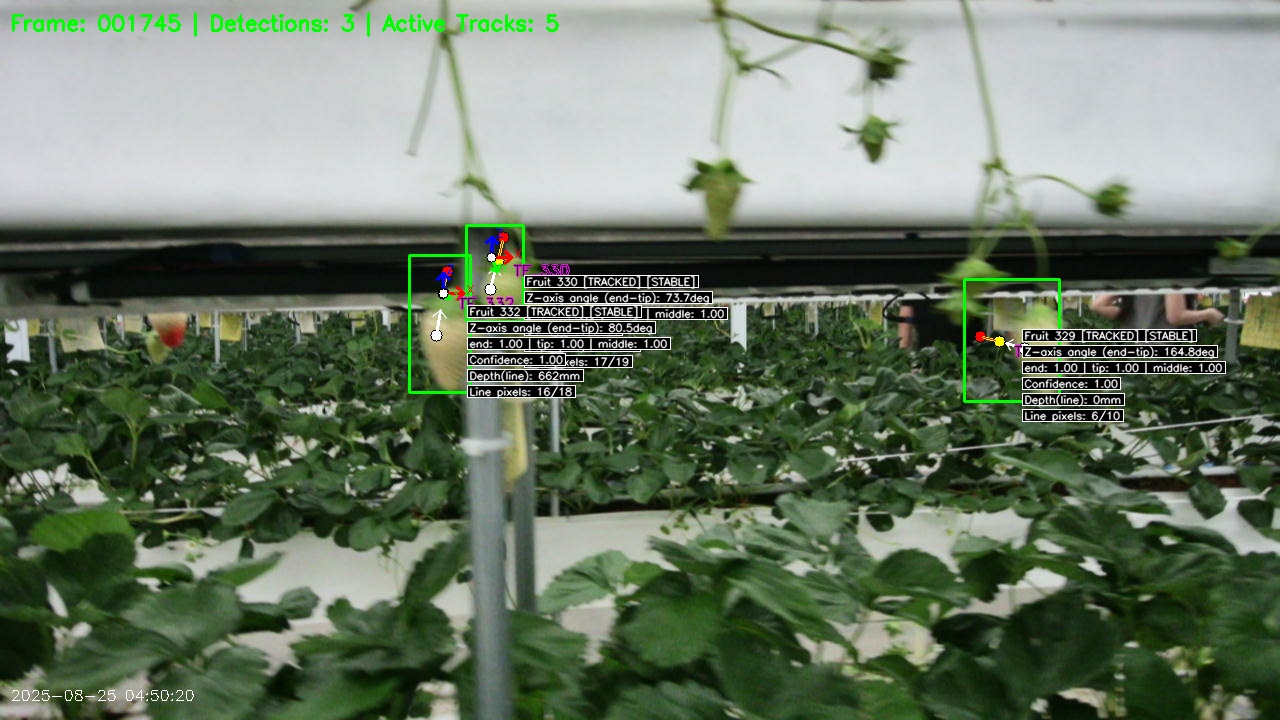 Frame: 001745 | Detections: 3 | Active Tracks: 5
TF_330
Fruit 330 [TRACKED] [STABLE]
Z-axis angle (end-tip): 73.7deg
middle: 1.00
kels: 17/19
X
TF_332
Fruit 332 [TRACKED] [STABLE]
Z-axis angle (end-tip): 80.5deg
end: 1.00 | tip: 1.00 | middle: 1.00
Confidence: 1.00
Depth(line): 662mm
Line pixels: 16/18
Fruit 329 [TRACKED] [STABLE]
Z-axis angle (end-tip): 164.8deg
end: 1.00 | tip: 1.00 | middle: 1.00
Confidence: 1.00
Depth(line): 0mm
Line pixels: 6/10
2025-08-25 04:50:20